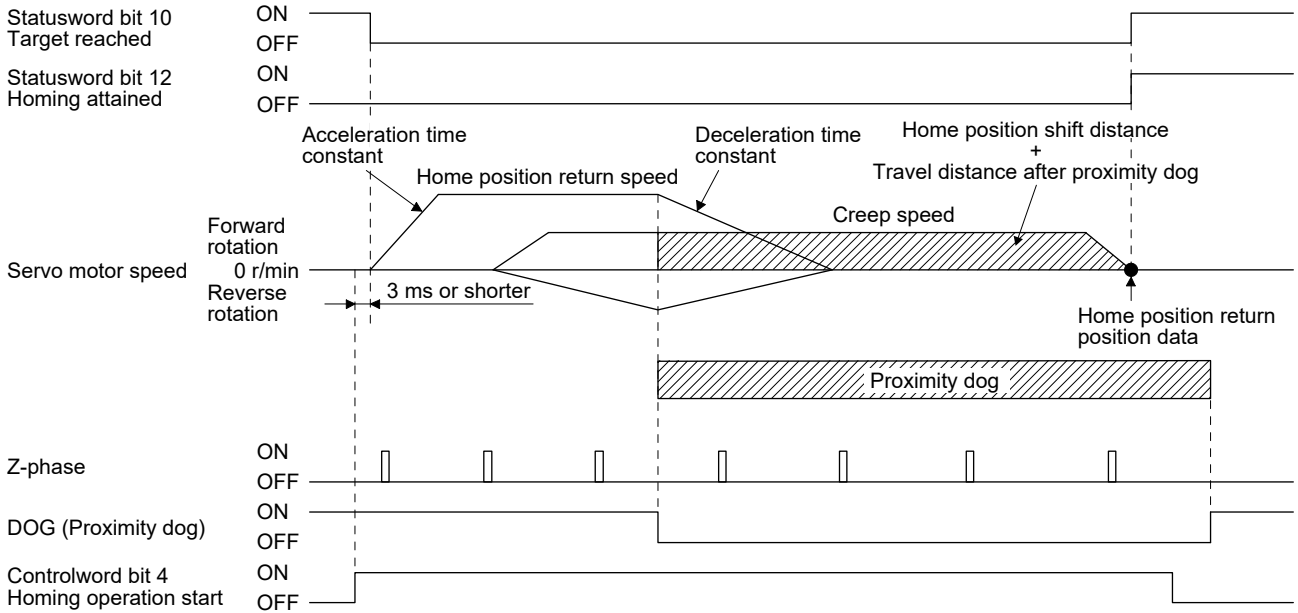 Statusword bit 10
Target reached
ON
OFF
Statusword bit 12
Homing attained
ON
OFF
Acceleration time
constant
Home position return speed
Deceleration time
constant
Home position shift distance
+
Travel distance after proximity dog
Creep speed
Servo motor speed
Forward
rotation
0 r/min
Reverse
rotation
3 ms or shorter
Home position return
position data
Proximity dog
Z-phase
ON
OFF
DOG (Proximity dog)
ON
OFF
Controlword bit 4
Homing operation start
ON
OFF